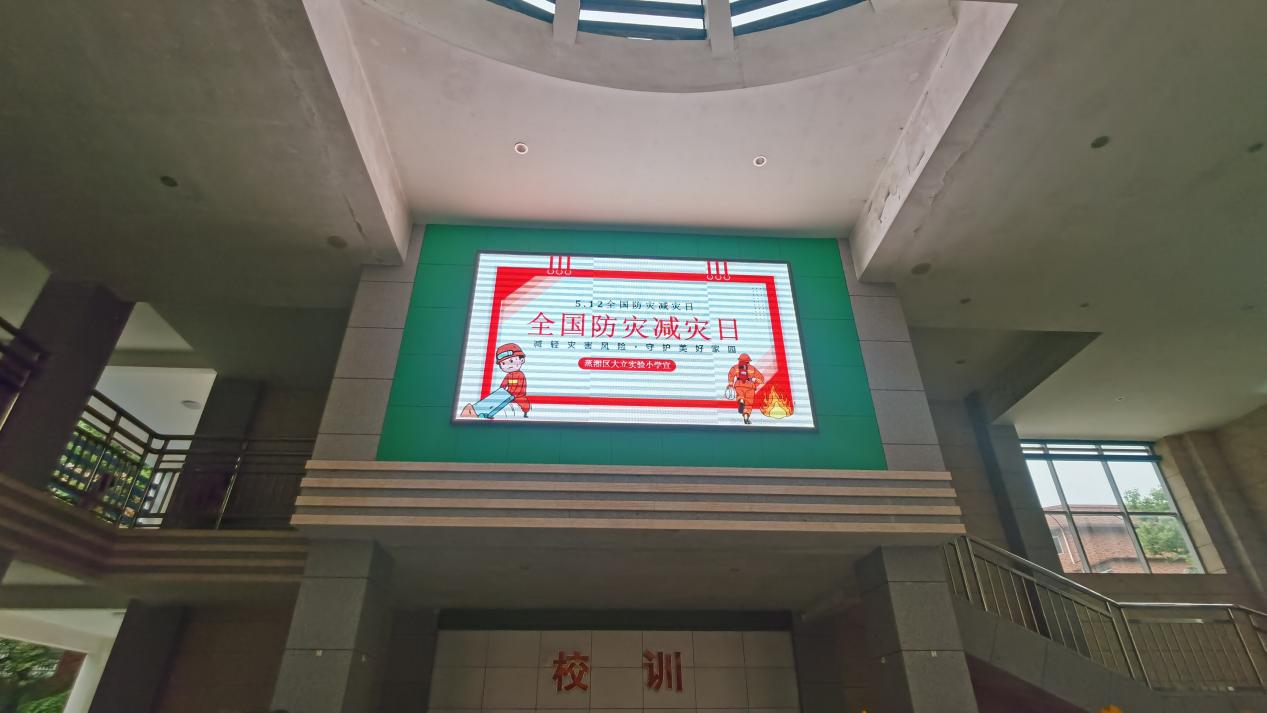 5.12全国防灾减灾日
全国防灾减灾日
减轻灾害风险·守护美好家园
蒸湘区大立实验小学宣
校训